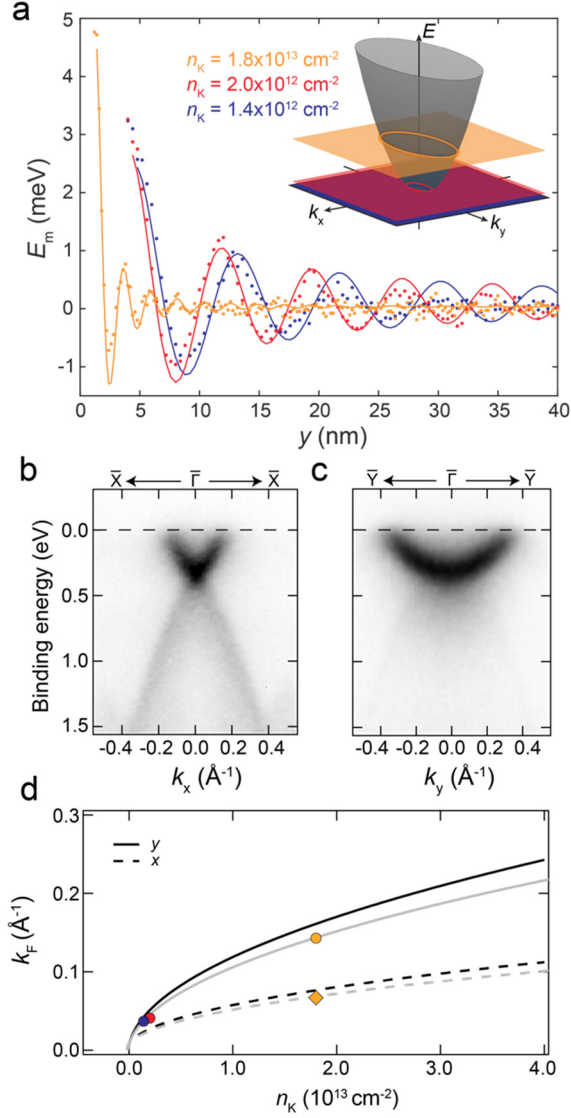 a
n_K = 1.8x10^13 cm^-2
n_K = 2.0x10^12 cm^-2
n_K = 1.4x10^12 cm^-2
E
k_x
k_y
5
4
3
2
1
0
-1
E_m (meV)
0 5 10 15 20 25 30 35 40
y (nm)
b
X̅ ← Γ̅ → X̅
c
Y̅ ← Γ̅ → Y̅
0.0
0.5
1.0
1.5
Binding energy (eV)
-0.4 -0.2 0.0 0.2 0.4
k_x (Å^-1)
-0.4 -0.2 0.0 0.2 0.4
k_y (Å^-1)
d
y
x
0.3
0.2
0.1
0.0
k_F (Å^-1)
0.0 1.0 2.0 3.0 4.0
n_K (10^13 cm^-2)